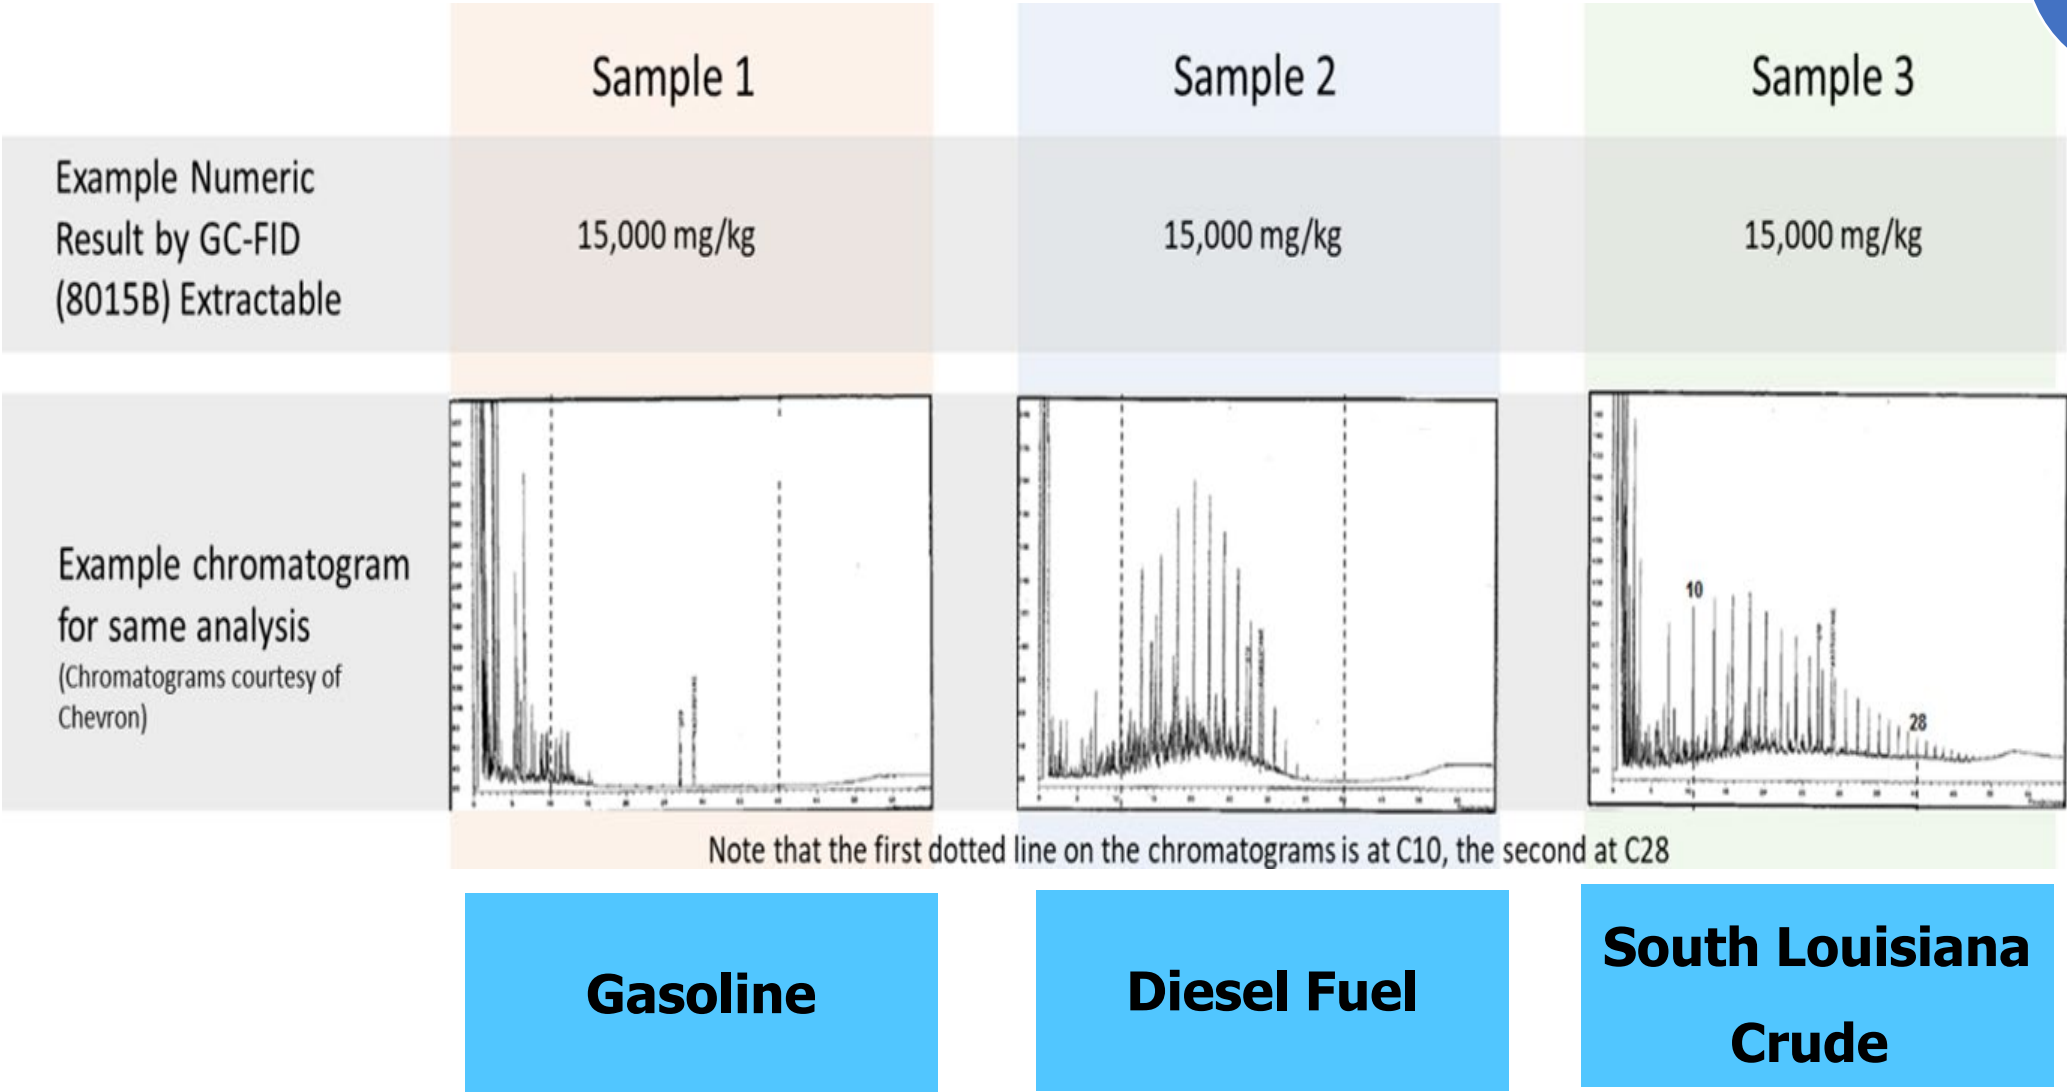 Sample 1
Sample 2
Sample 3
Example Numeric
Result by GC-FID
(8015B) Extractable
15,000 mg/kg
15,000 mg/kg
15,000 mg/kg
Example chromatogram
for same analysis
(Chromatograms courtesy of
Chevron)
10
28
Note that the first dotted line on the chromatograms is at C10, the second at C28
Gasoline
Diesel Fuel
South Louisiana
Crude